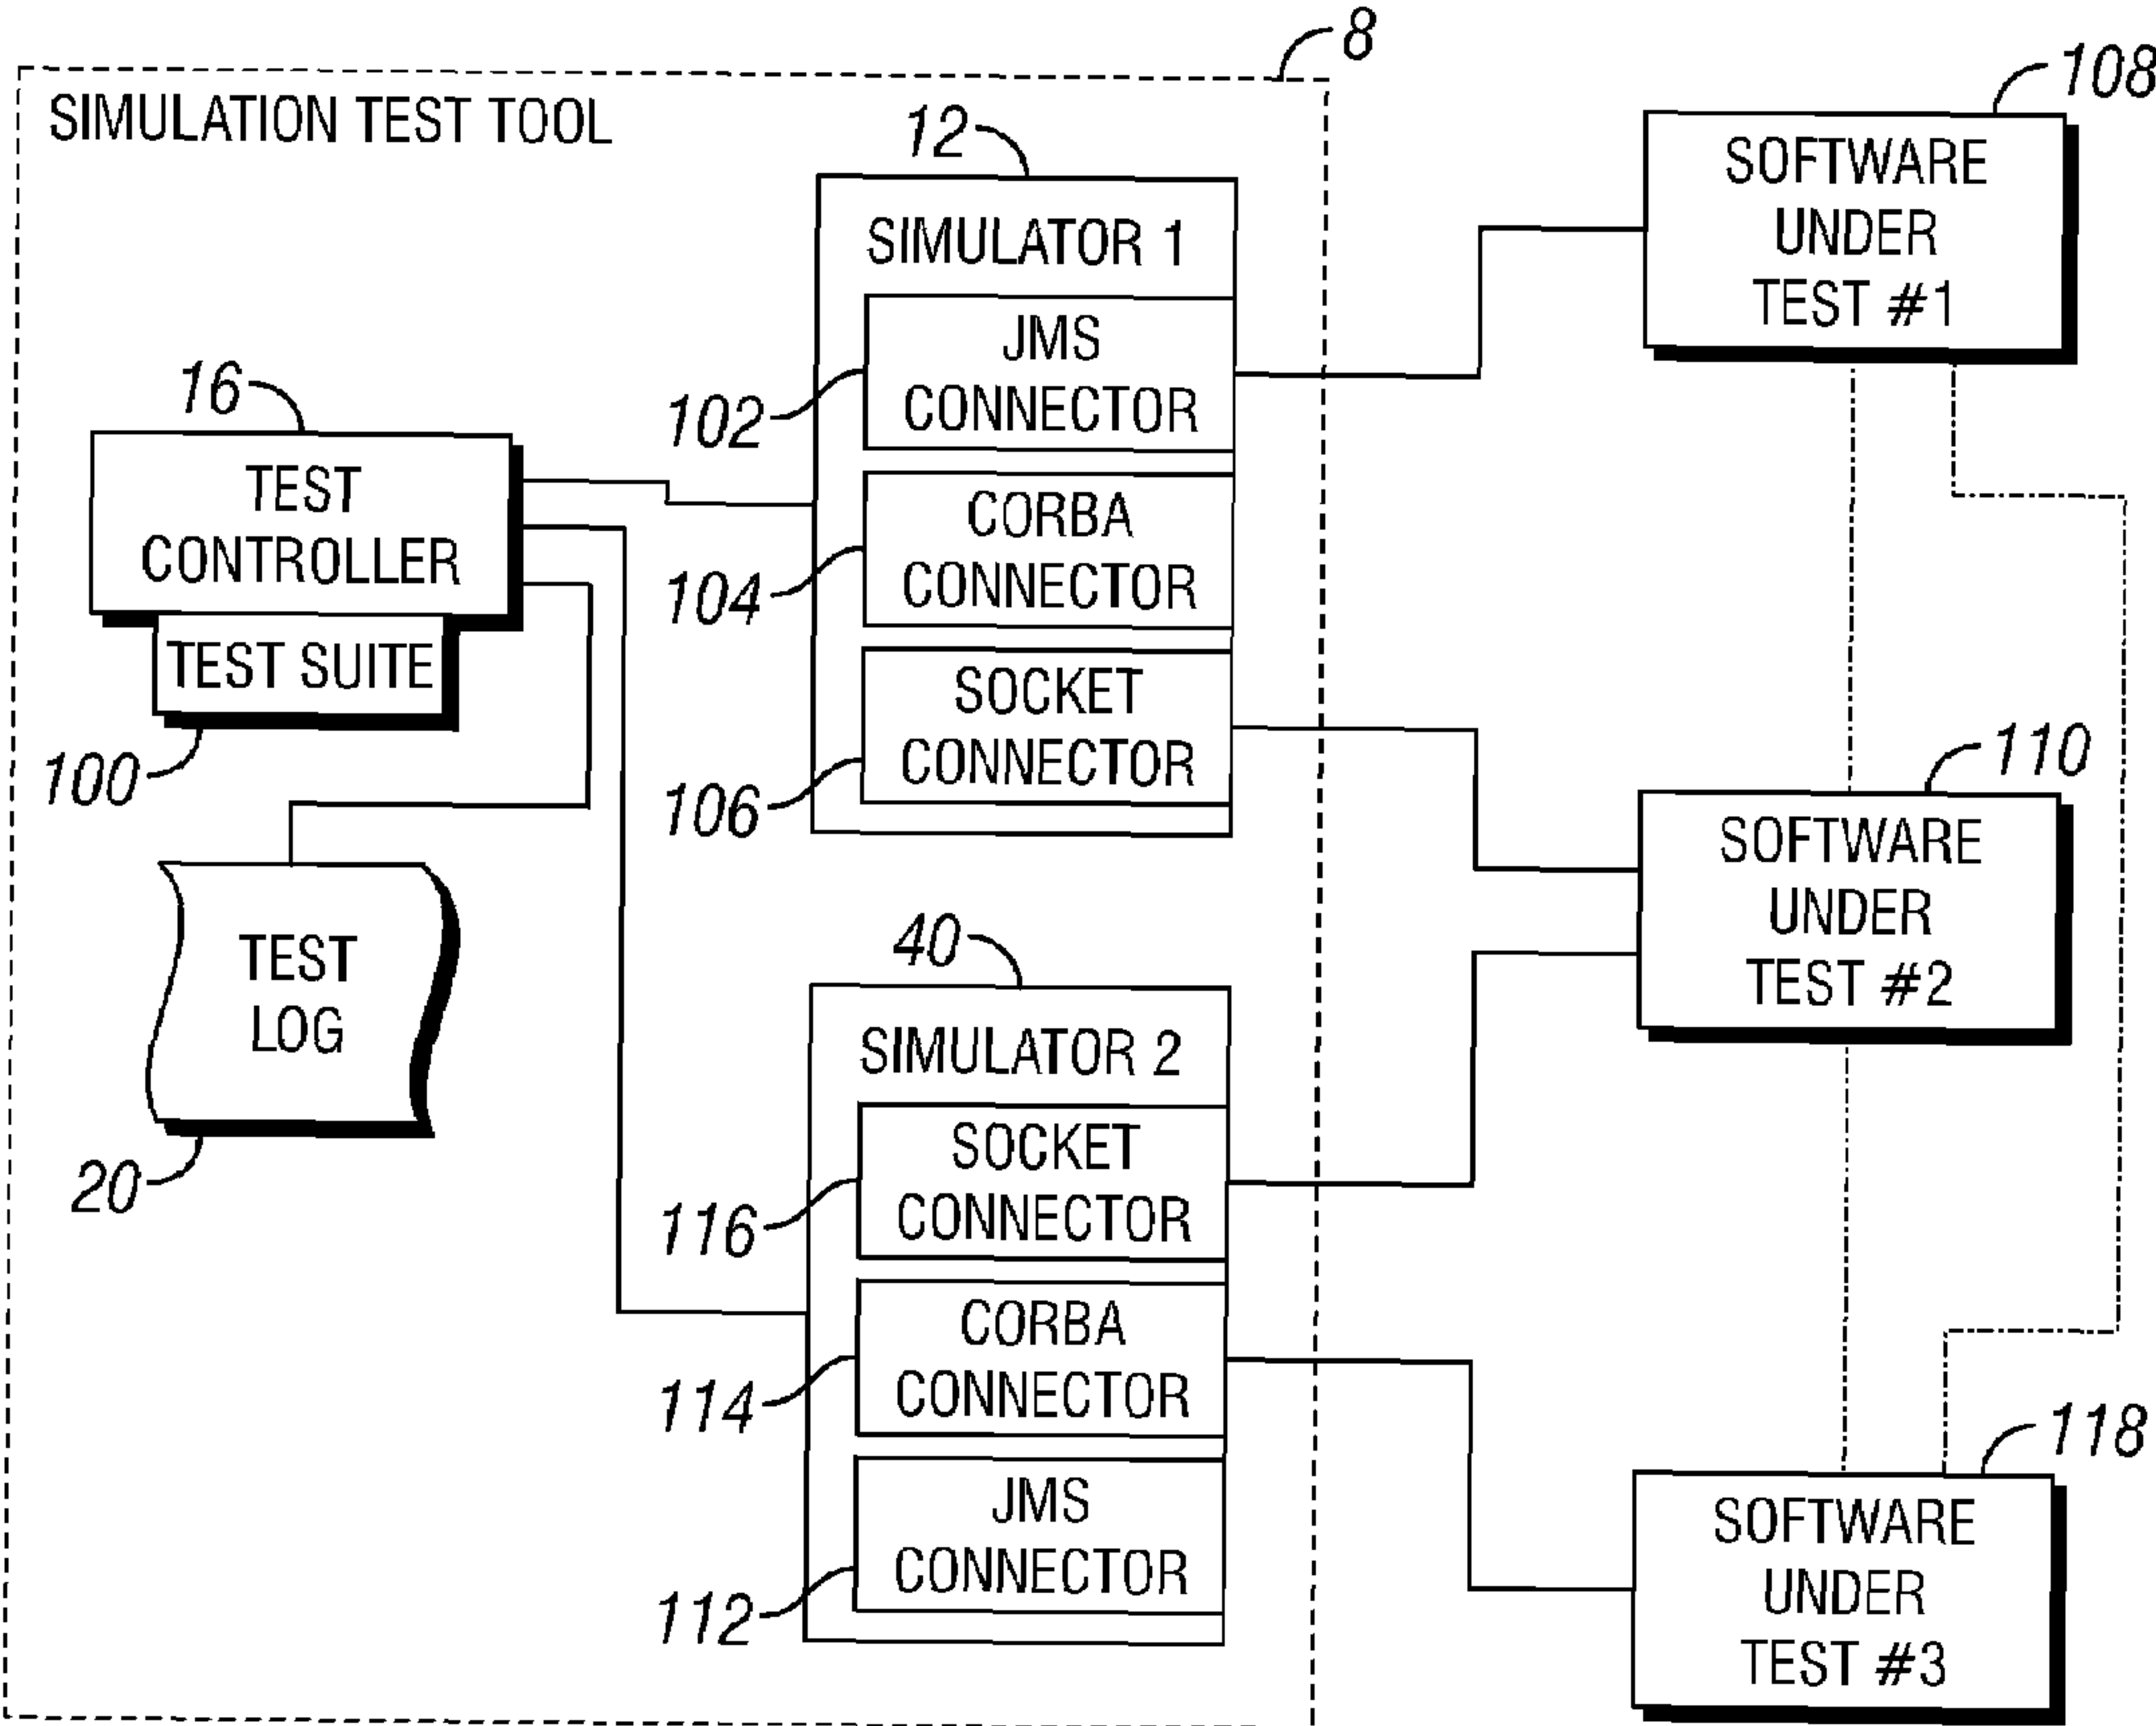 8
108
SIMULATION TEST TOOL
12
SOFTWARE
UNDER
TEST #1
SIMULATOR 1
JMS
CONNECTOR
102
16
TEST
CONTROLLER
CORBA
CONNECTOR
104
TEST SUITE
100
SOCKET
CONNECTOR
106
110
SOFTWARE
UNDER
TEST #2
TEST
LOG
20
40
SIMULATOR 2
SOCKET
CONNECTOR
116
CORBA
CONNECTOR
114
JMS
CONNECTOR
112
118
SOFTWARE
UNDER
TEST #3